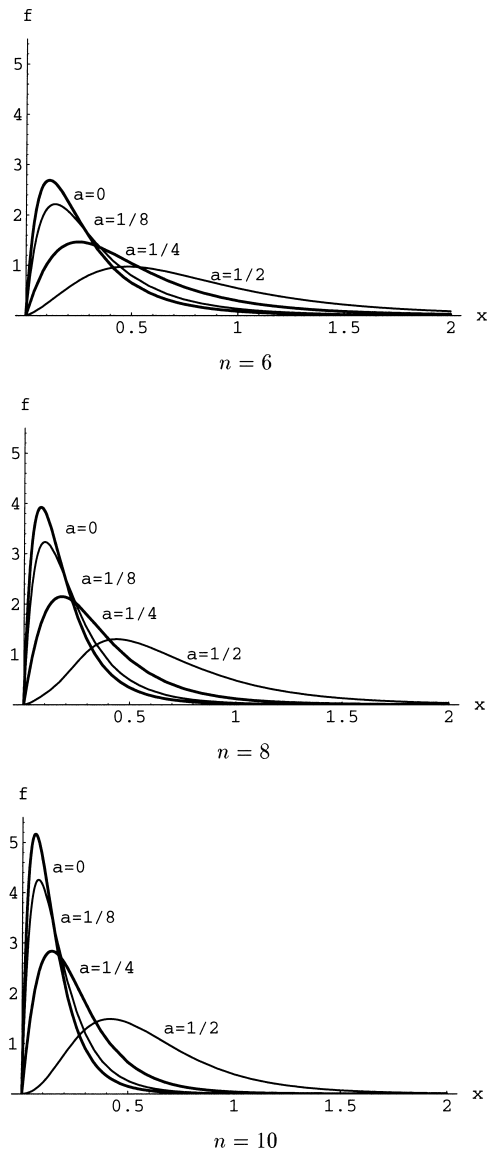 f
5
4
3
2
1
a=0
a=1/8
a=1/4
a=1/2
0.5 1 1.5 2 x
n = 6
f
5
4
3
2
1
a=0
a=1/8
a=1/4
a=1/2
0.5 1 1.5 2 x
n = 8
f
5
4
3
2
1
a=0
a=1/8
a=1/4
a=1/2
0.5 1 1.5 2 x
n = 10